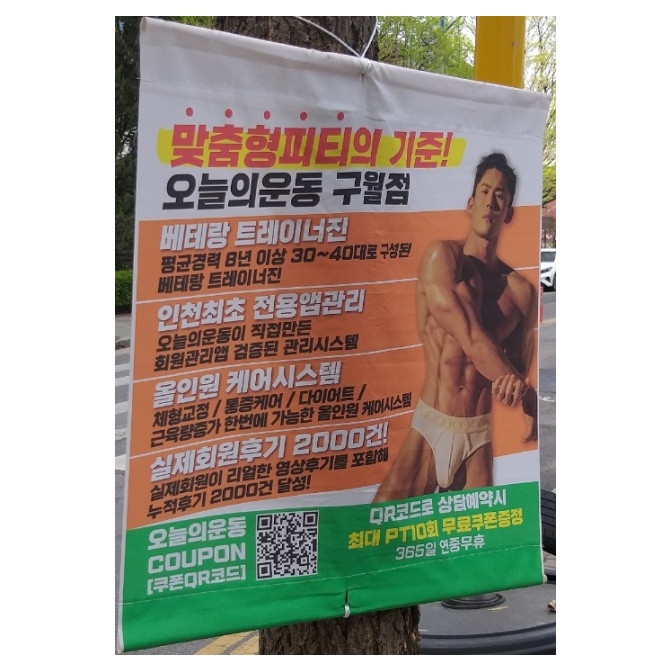 맞춤형피티의 기준!
오늘의운동 구월점
베테랑 트레이너진
평균경력 8년 이상 30~40대로 구성된
베테랑 트레이너진
인천최초 전용앱관리
오늘의운동이 직접만든
회원관리앱 검증된 관리시스템
올인원 케어시스템
체형교정 / 통증케어 / 다이어트 /
근육량증가 한번에 가능한 올인원 케어시스템
실제회원후기 2000건!
실제회원이 리얼한 영상후기를 포함해
누적후기 2000건 달성!
오늘의운동
COUPON
[쿠폰QR코드]
QR코드로 상담예약시
최대 PT10회 무료쿠폰증정
365일 연중무휴